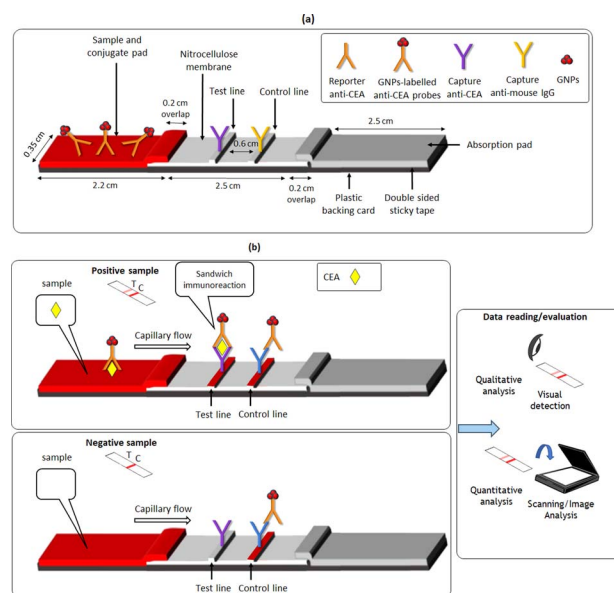 (a)
Sample and
conjugate pad
Nitrocellulose
membrane
Test line
Control line
0.2 cm
overlap
0.6 cm
0.35 cm
2.2 cm
2.5 cm
0.2 cm
overlap
Plastic
backing card
Double sided
sticky tape
2.5 cm
Absorption pad
Reporter
anti-CEA
GNPs-labelled
anti-CEA probes
Capture
anti-CEA
Capture
anti-mouse IgG
GNPs
(b)
Positive sample
T C
sample
Capillary flow
Sandwich
immunoreaction
CEA
Test line
Control line
Negative sample
T C
sample
Capillary flow
Test line
Control line
Data reading/evaluation
Qualitative
analysis
Visual
detection
Quantitative
analysis
Scanning/Image
Analysis